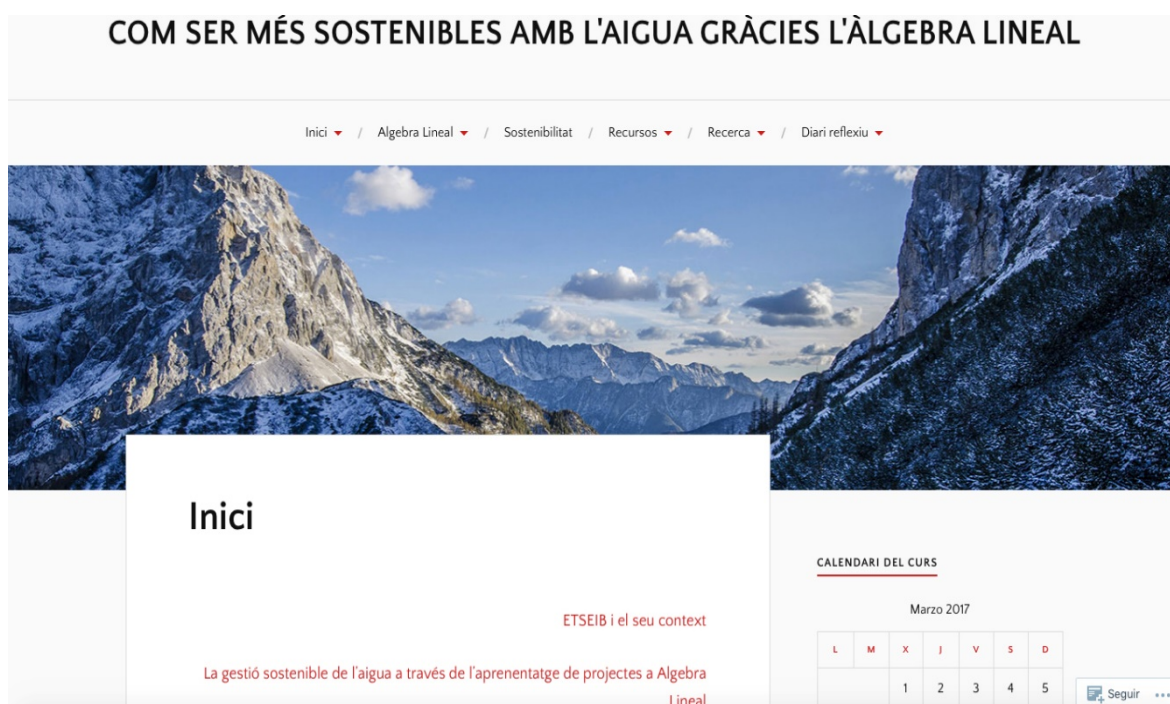 COM SER MÉS SOSTENIBLES AMB L'AIGUA GRÀCIES L'ÀLGEBRA LINEAL
Inici / Algebra Lineal / Sostenibilitat / Recursos / Recerca / Diari reflexiu
Inici
ETSEIB i el seu context
La gestió sostenible de l'aigua a través de l'aprenentatge de projectes a Algebra
Lineal
CALENDARI DEL CURS
Marzo 2017
L M X J V S D
1 2 3 4 5
Seguir